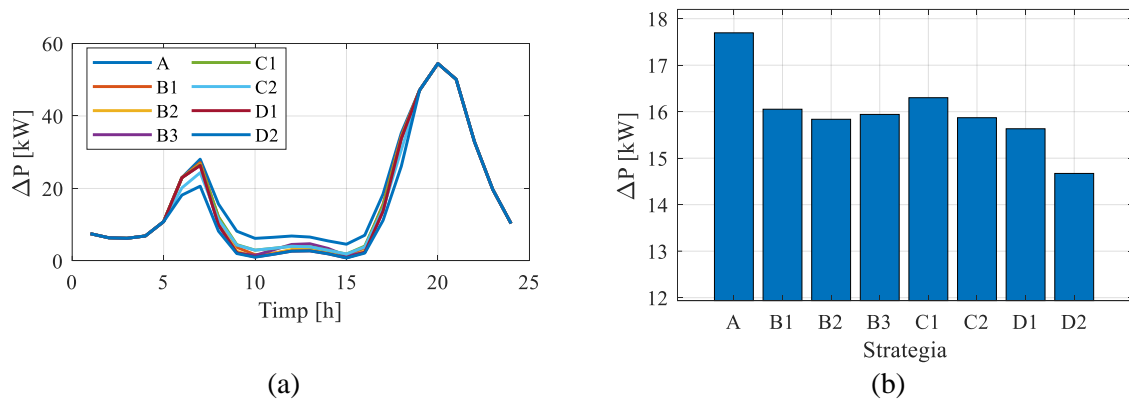 60
40
20
0
ΔP [kW]
A
B1
B2
B3
C1
C2
D1
D2
0 5 10 15 20 25
Timp [h]
(a)
18
17
16
15
14
13
12
ΔP [kW]
A B1 B2 B3 C1 C2 D1 D2
Strategia
(b)